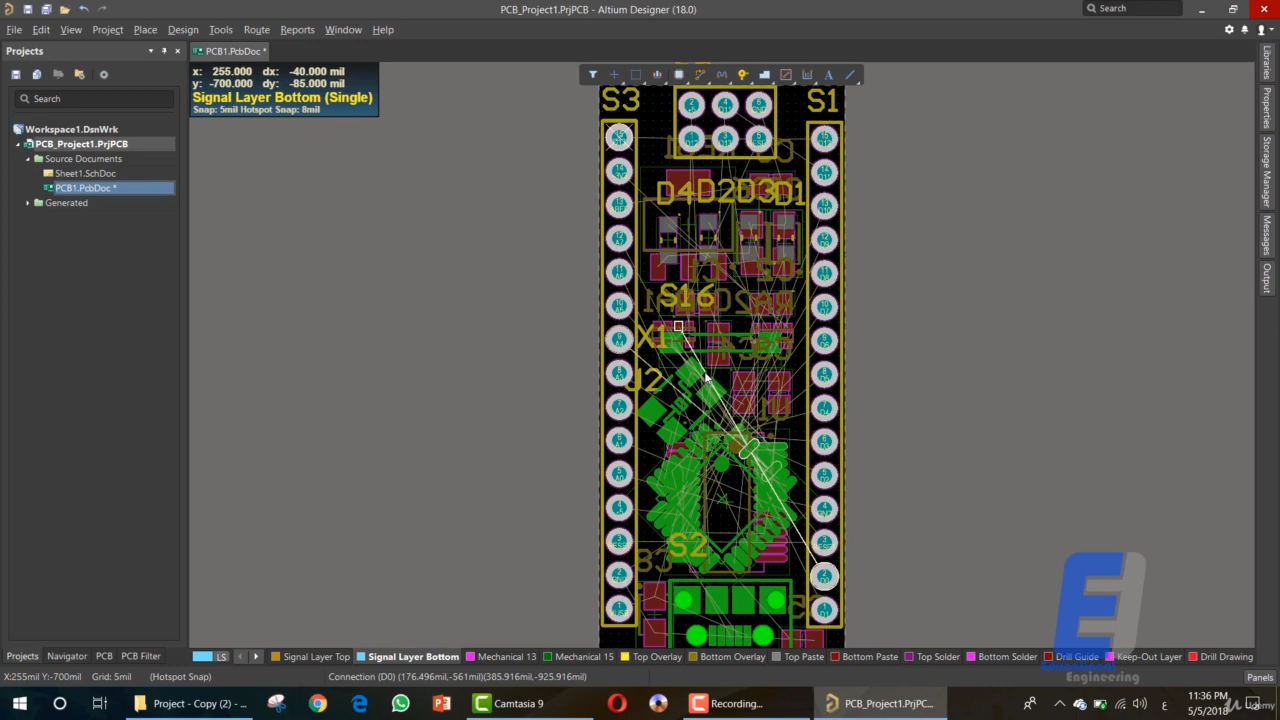 PCB_Project1.PrjPCB - Altium Designer (18.0)
Search
File Edit View Project Place Design Tools Route Reports Window Help
Projects
PCB1.PcbDoc *
x: 255.000 dx: -40.000 mil
y: -700.000 dy: -85.000 mil
Signal Layer Bottom (Single)
Snap: 5mil Hotspot Snap: 8mil
Search
Workspace1.DsnWrk
PCB_Project1.PrjPCB
Source Documents
Sheet1.SchDoc
PCB1.PcbDoc *
Generated
S3
S1
D4
D2
D3
D1
S16
X1
J2
S2
Libraries
Properties
Storage Manager
Messages
Output
Educational
Engineering
Projects Navigator PCB PCB Filter
LS
Signal Layer Top
Signal Layer Bottom
Mechanical 13
Mechanical 15
Top Overlay
Bottom Overlay
Top Paste
Bottom Paste
Top Solder
Bottom Solder
Drill Guide
Keep-Out Layer
Drill Drawing
X:255mil Y:-700mil Grid: 5mil (Hotspot Snap)
Connection (D0) (176.496mil,-561mil)(385.916mil,-925.916mil)
Panels
Project - Copy (2) - ...
Camtasia 9
Recording...
PCB_Project1.PrjPC...
ع
11:36 PM
5/5/2018
Udemy